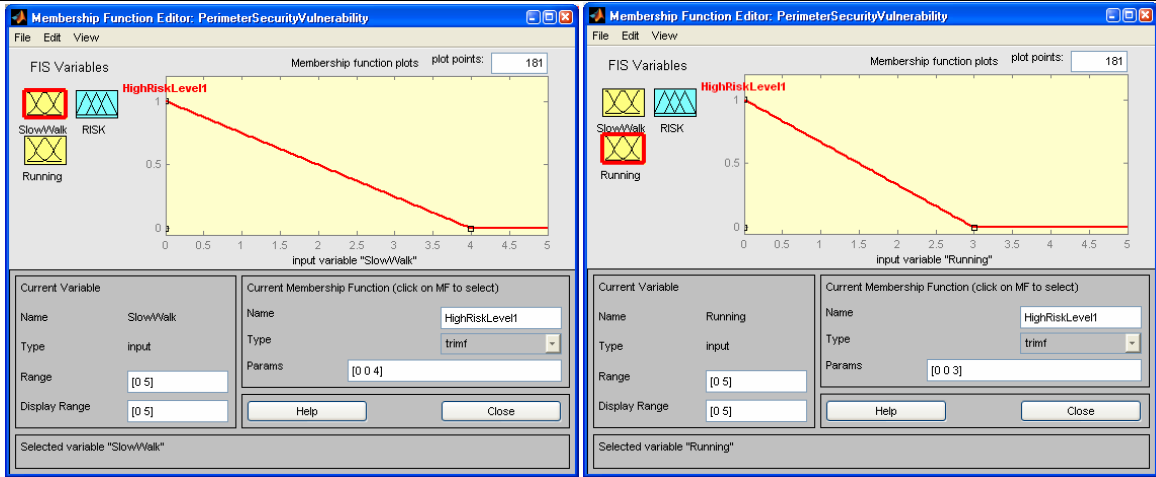 Membership Function Editor: PerimeterSecurityVulnerability
File Edit View
FIS Variables
Membership function plots plot points: 181
HighRiskLevel1
SlowWalk RISK
Running
1
0.5
0
0 0.5 1 1.5 2 2.5 3 3.5 4 4.5 5
input variable "SlowWalk"
Current Variable
Name SlowWalk
Type input
Range [0 5]
Display Range [0 5]
Current Membership Function (click on MF to select)
Name HighRiskLevel1
Type trimf
Params [0 0 4]
Help Close
Selected variable "SlowWalk"
Membership Function Editor: PerimeterSecurityVulnerability
File Edit View
FIS Variables
Membership function plots plot points: 181
HighRiskLevel1
SlowWalk RISK
Running
1
0.5
0
0 0.5 1 1.5 2 2.5 3 3.5 4 4.5 5
input variable "Running"
Current Variable
Name Running
Type input
Range [0 5]
Display Range [0 5]
Current Membership Function (click on MF to select)
Name HighRiskLevel1
Type trimf
Params [0 0 3]
Help Close
Selected variable "Running"